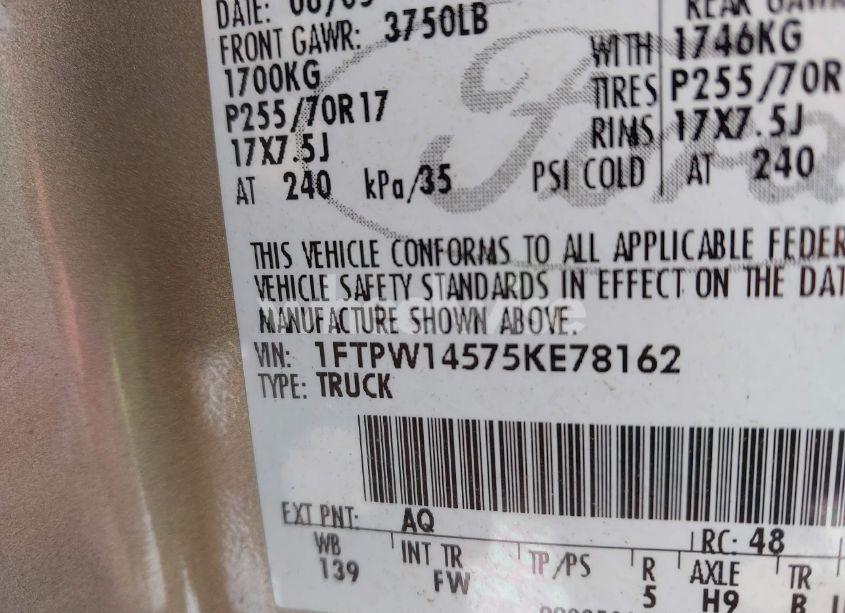 DATE:
FRONT GAWR: 3750LB
1700KG
P255/70R17
17X7.5J
AT 240 kPa/35 PSI COLD
WITH 1746KG
TIRES P255/70R
RIMS 17X7.5J
AT 240
Ford
THIS VEHICLE CONFORMS TO ALL APPLICABLE FEDER
VEHICLE SAFETY STANDARDS IN EFFECT ON THE DAT
MANUFACTURE SHOWN ABOVE.
VIN: 1FTPW14575KE78162
TYPE: TRUCK
EXT PNT: AQ
RC: 48
WB INT TR TP/PS R AXLE TR
139 FW 5 H9 B